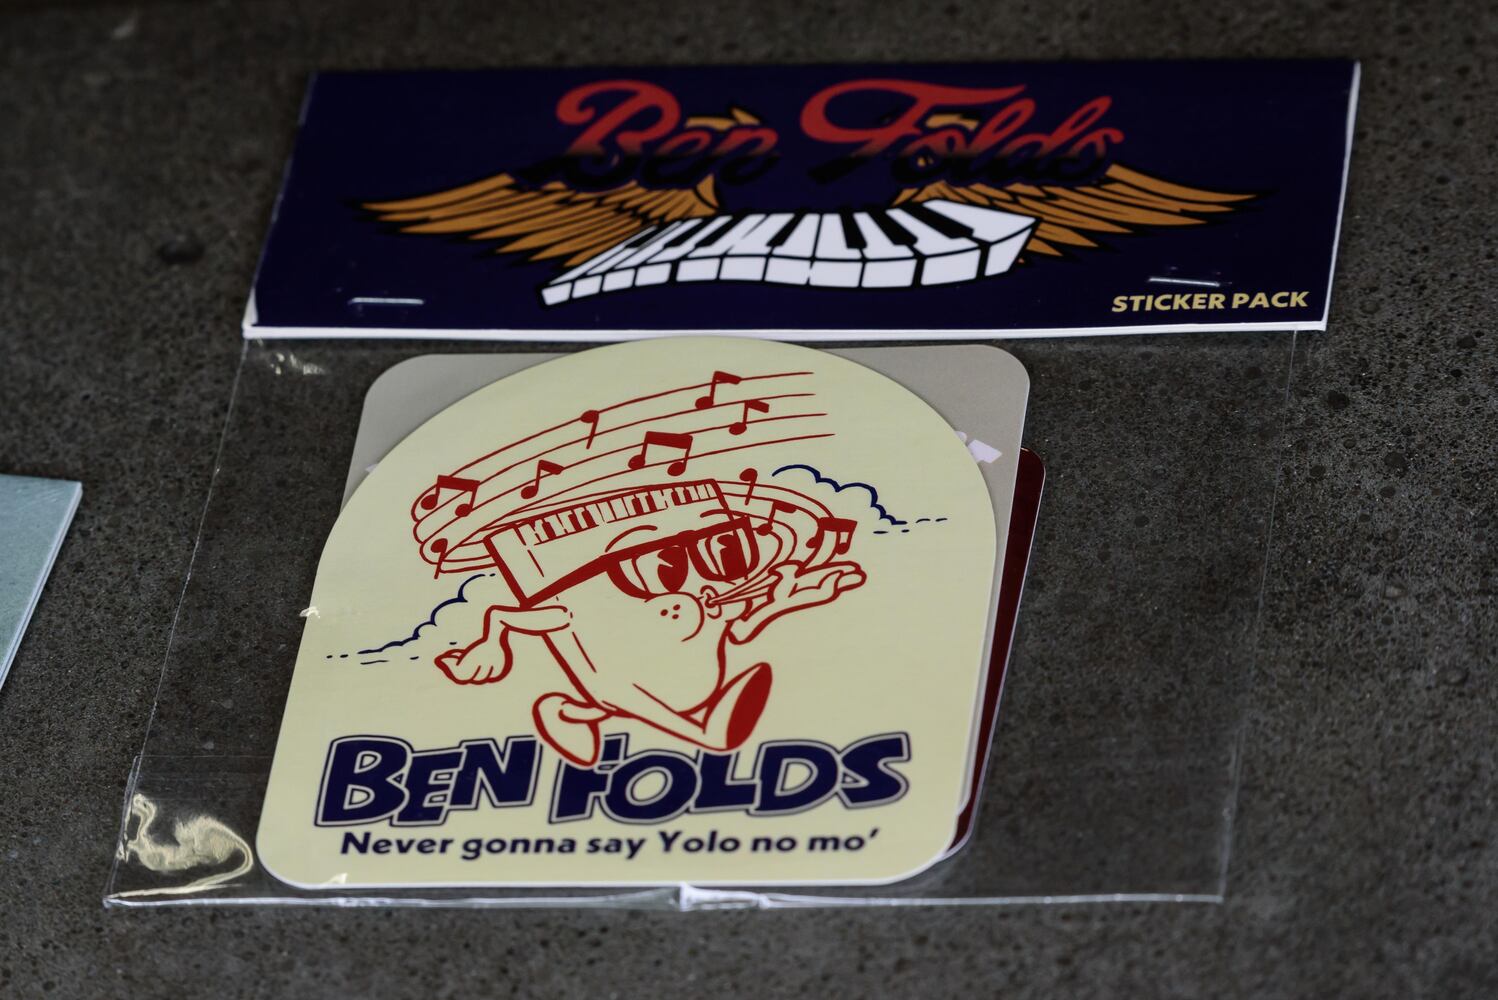 Ben Folds
STICKER PACK
BEN FOLDS
Never gonna say Yolo no mo'